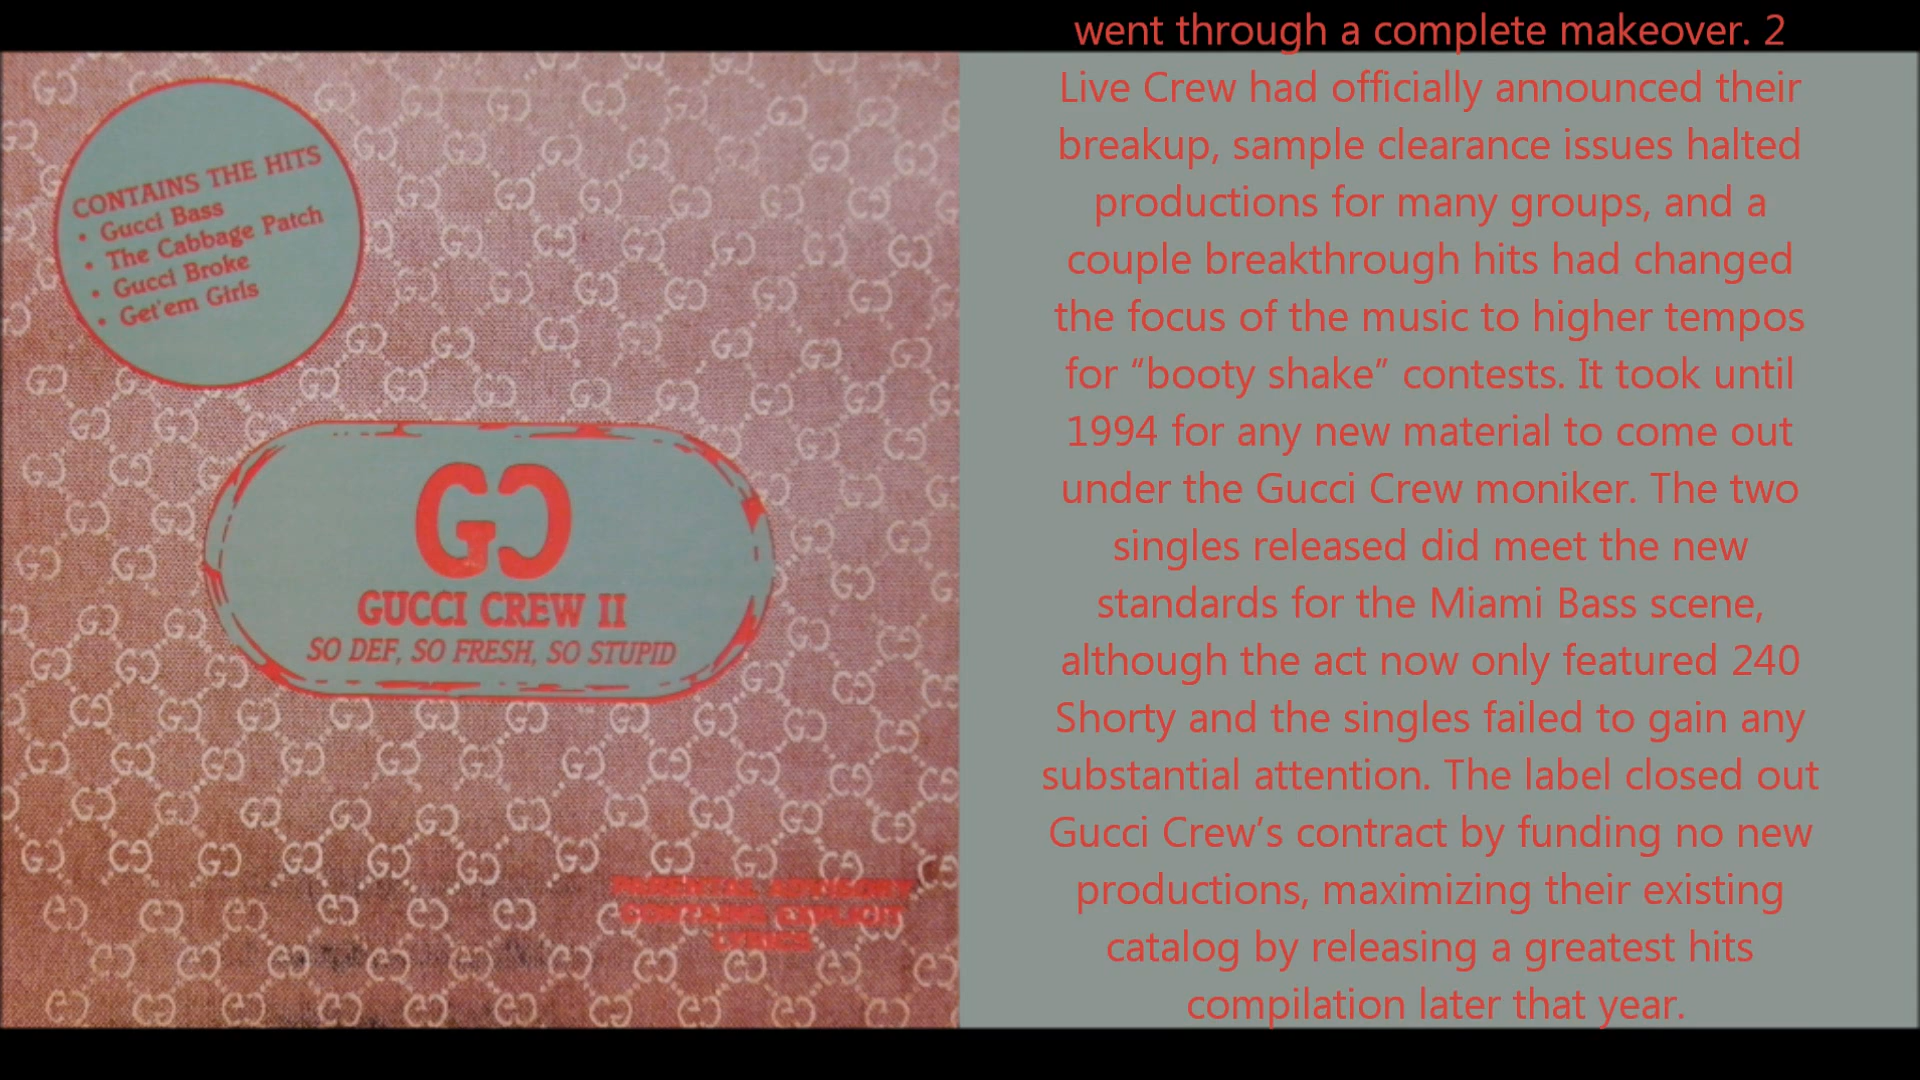 CONTAINS THE HITS
• Gucci Bass
• The Cabbage Patch
• Gucci Broke
• Get'em Girls
GUCCI CREW II
SO DEF, SO FRESH, SO STUPID
PARENTAL ADVISORY
CONTAINS EXPLICIT
LYRICS
went through a complete makeover. 2
Live Crew had officially announced their
breakup, sample clearance issues halted
productions for many groups, and a
couple breakthrough hits had changed
the focus of the music to higher tempos
for “booty shake” contests. It took until
1994 for any new material to come out
under the Gucci Crew moniker. The two
singles released did meet the new
standards for the Miami Bass scene,
although the act now only featured 240
Shorty and the singles failed to gain any
substantial attention. The label closed out
Gucci Crew’s contract by funding no new
productions, maximizing their existing
catalog by releasing a greatest hits
compilation later that year.